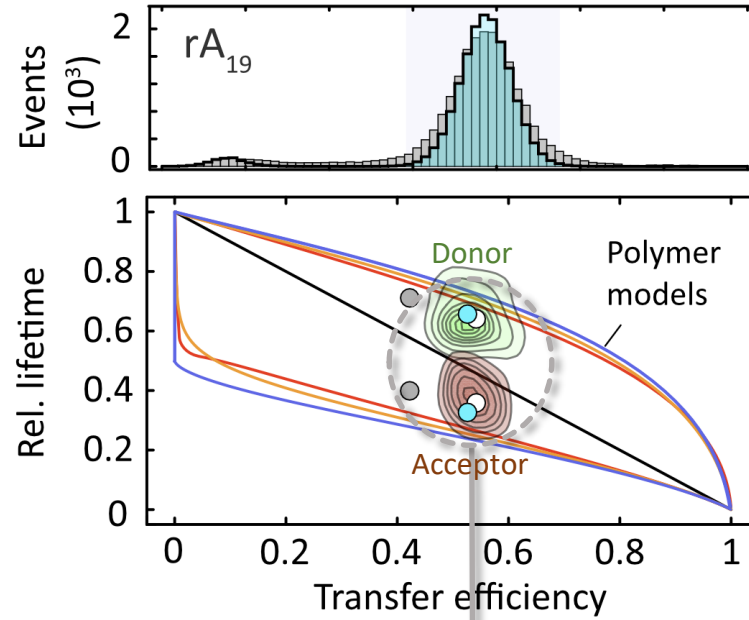 Events
(10³)
2
0
rA₁₉
Rel. lifetime
1
0.8
0.6
0.4
0.2
0
Donor
Polymer
models
Acceptor
0 0.2 0.4 0.6 0.8 1
Transfer efficiency